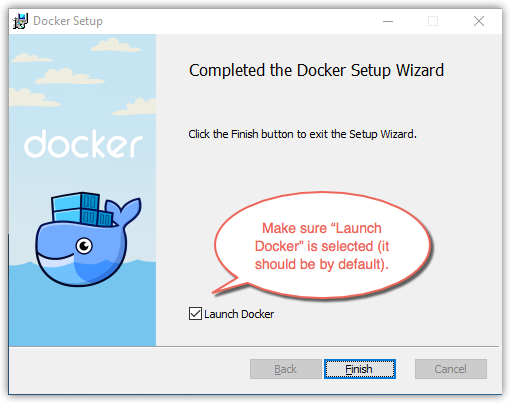 Docker Setup
Completed the Docker Setup Wizard
Click the Finish button to exit the Setup Wizard.
docker
Make sure “Launch
Docker” is selected (it
should be by default).
Launch Docker
Back
Finish
Cancel